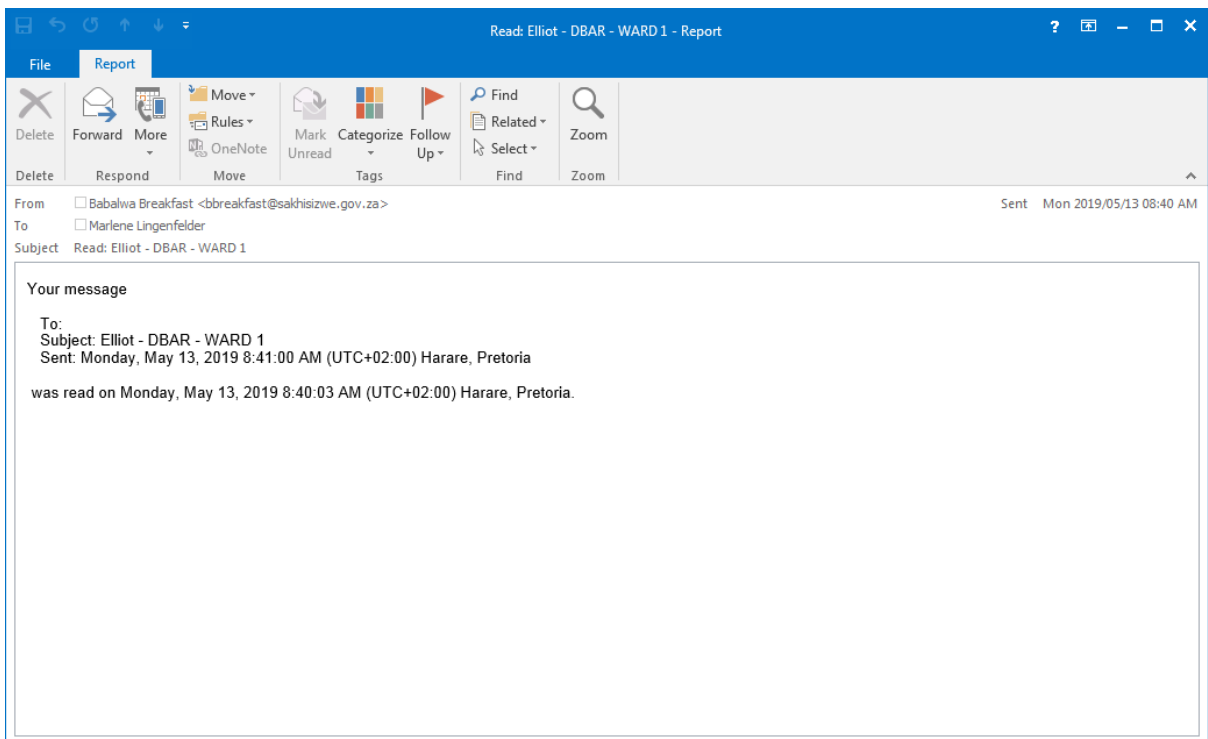 Read: Elliot - DBAR - WARD 1 - Report
?
File Report
Delete
Forward
More
Move
Rules
OneNote
Mark Unread
Categorize
Follow Up
Find
Related
Select
Zoom
Delete Respond Move Tags Find Zoom
From Babalwa Breakfast <bbreakfast@sakhisizwe.gov.za> Sent Mon 2019/05/13 08:40 AM
To Marlene Lingenfelder
Subject Read: Elliot - DBAR - WARD 1
Your message
To:
Subject: Elliot - DBAR - WARD 1
Sent: Monday, May 13, 2019 8:41:00 AM (UTC+02:00) Harare, Pretoria
was read on Monday, May 13, 2019 8:40:03 AM (UTC+02:00) Harare, Pretoria.